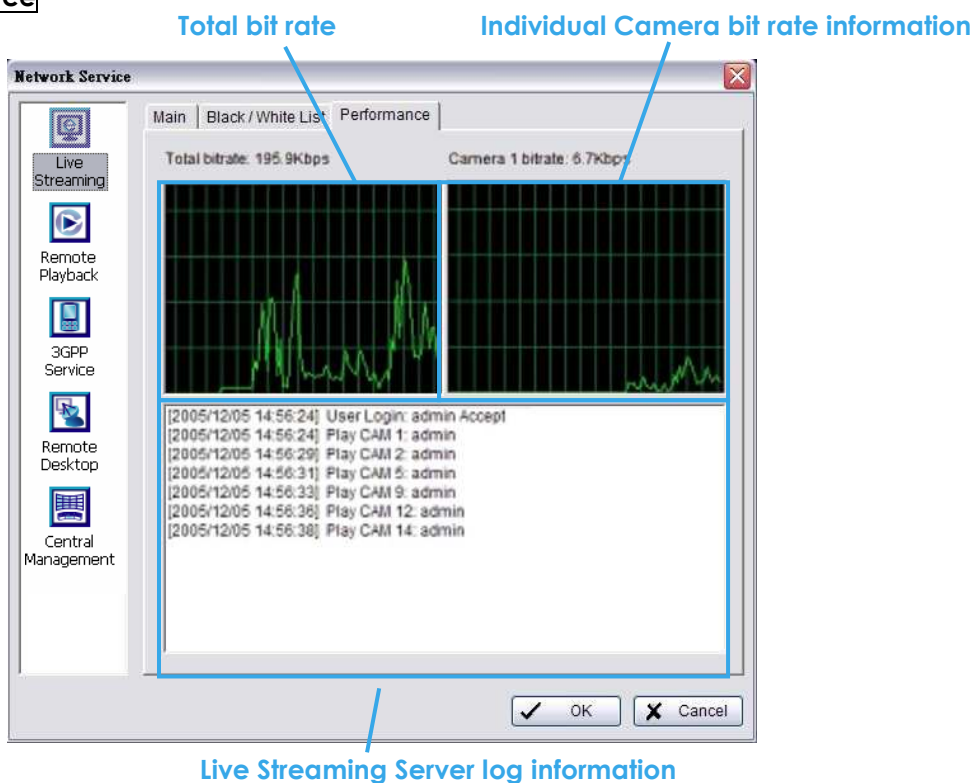 ce
Total bit rate
Individual Camera bit rate information
Network Service
Main
Black / White List
Performance
Live
Streaming
Remote
Playback
3GPP
Service
Remote
Desktop
Central
Management
Total bitrate: 195.9Kbps
Camera 1 bitrate: 6.7Kbps
[2005/12/05 14:56:24] User Login: admin Accept
[2005/12/05 14:56:24] Play CAM 1: admin
[2005/12/05 14:56:29] Play CAM 2: admin
[2005/12/05 14:56:31] Play CAM 5: admin
[2005/12/05 14:56:33] Play CAM 9: admin
[2005/12/05 14:56:36] Play CAM 12: admin
[2005/12/05 14:56:38] Play CAM 14: admin
OK
Cancel
Live Streaming Server log information